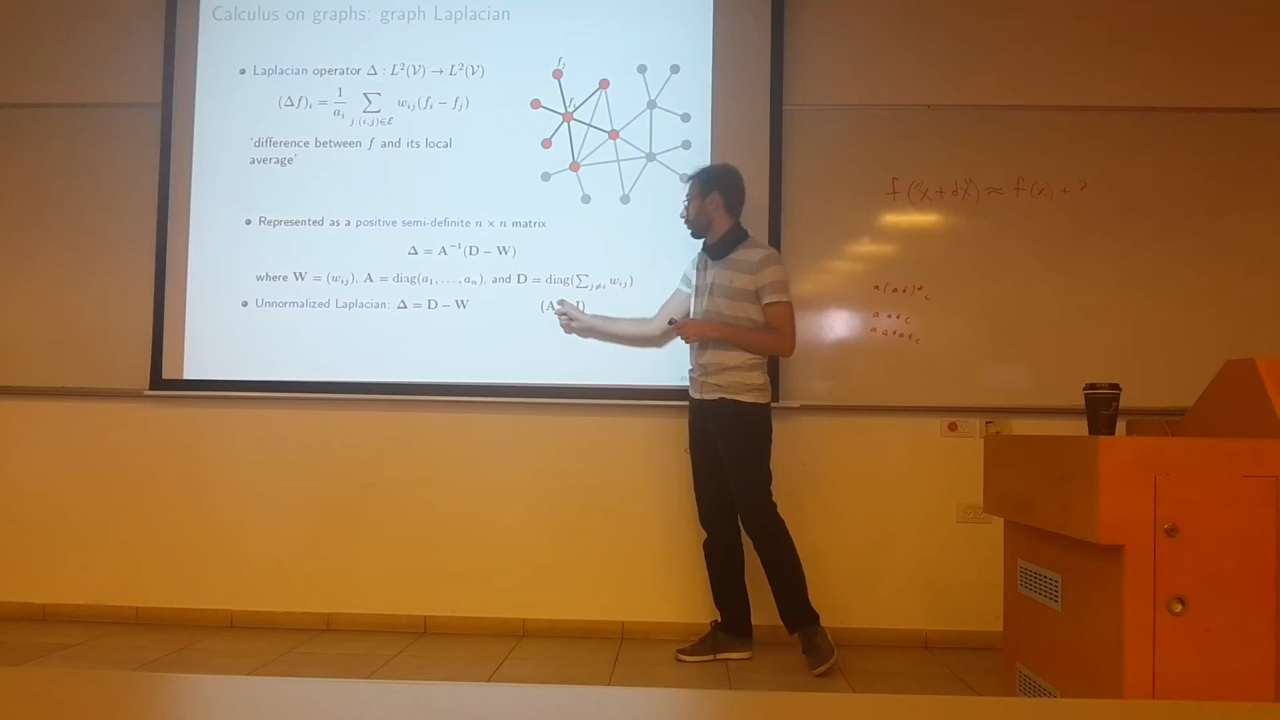 Calculus on graphs: graph Laplacian
• Laplacian operator Δ : L²(V) → L²(V)
(Δf)ᵢ = 1/aᵢ ∑ j:(i,j)∈ℰ wᵢⱼ(fᵢ − fⱼ)
'difference between f and its local
average'
fⱼ
fᵢ
• Represented as a positive semi-definite n × n matrix
Δ = A⁻¹(D − W)
where W = (wᵢⱼ), A = diag(a₁, . . . , aₙ), and D = diag(∑ j≠i wᵢⱼ)
• Unnormalized Laplacian: Δ = D − W (A I)
≈ f(x) +